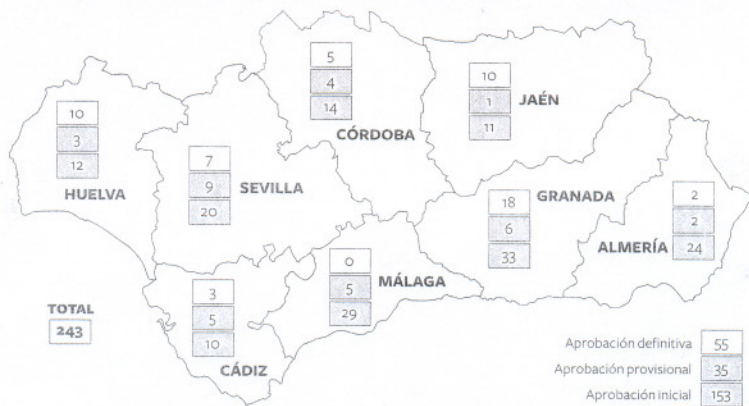 5
4
14
CÓRDOBA
10
1
11
JAÉN
10
3
12
HUELVA
7
9
20
SEVILLA
18
6
33
GRANADA
2
2
24
ALMERÍA
0
5
29
MÁLAGA
3
5
10
CÁDIZ
TOTAL
243
Aprobación definitiva 55
Aprobación provisional 35
Aprobación inicial 153